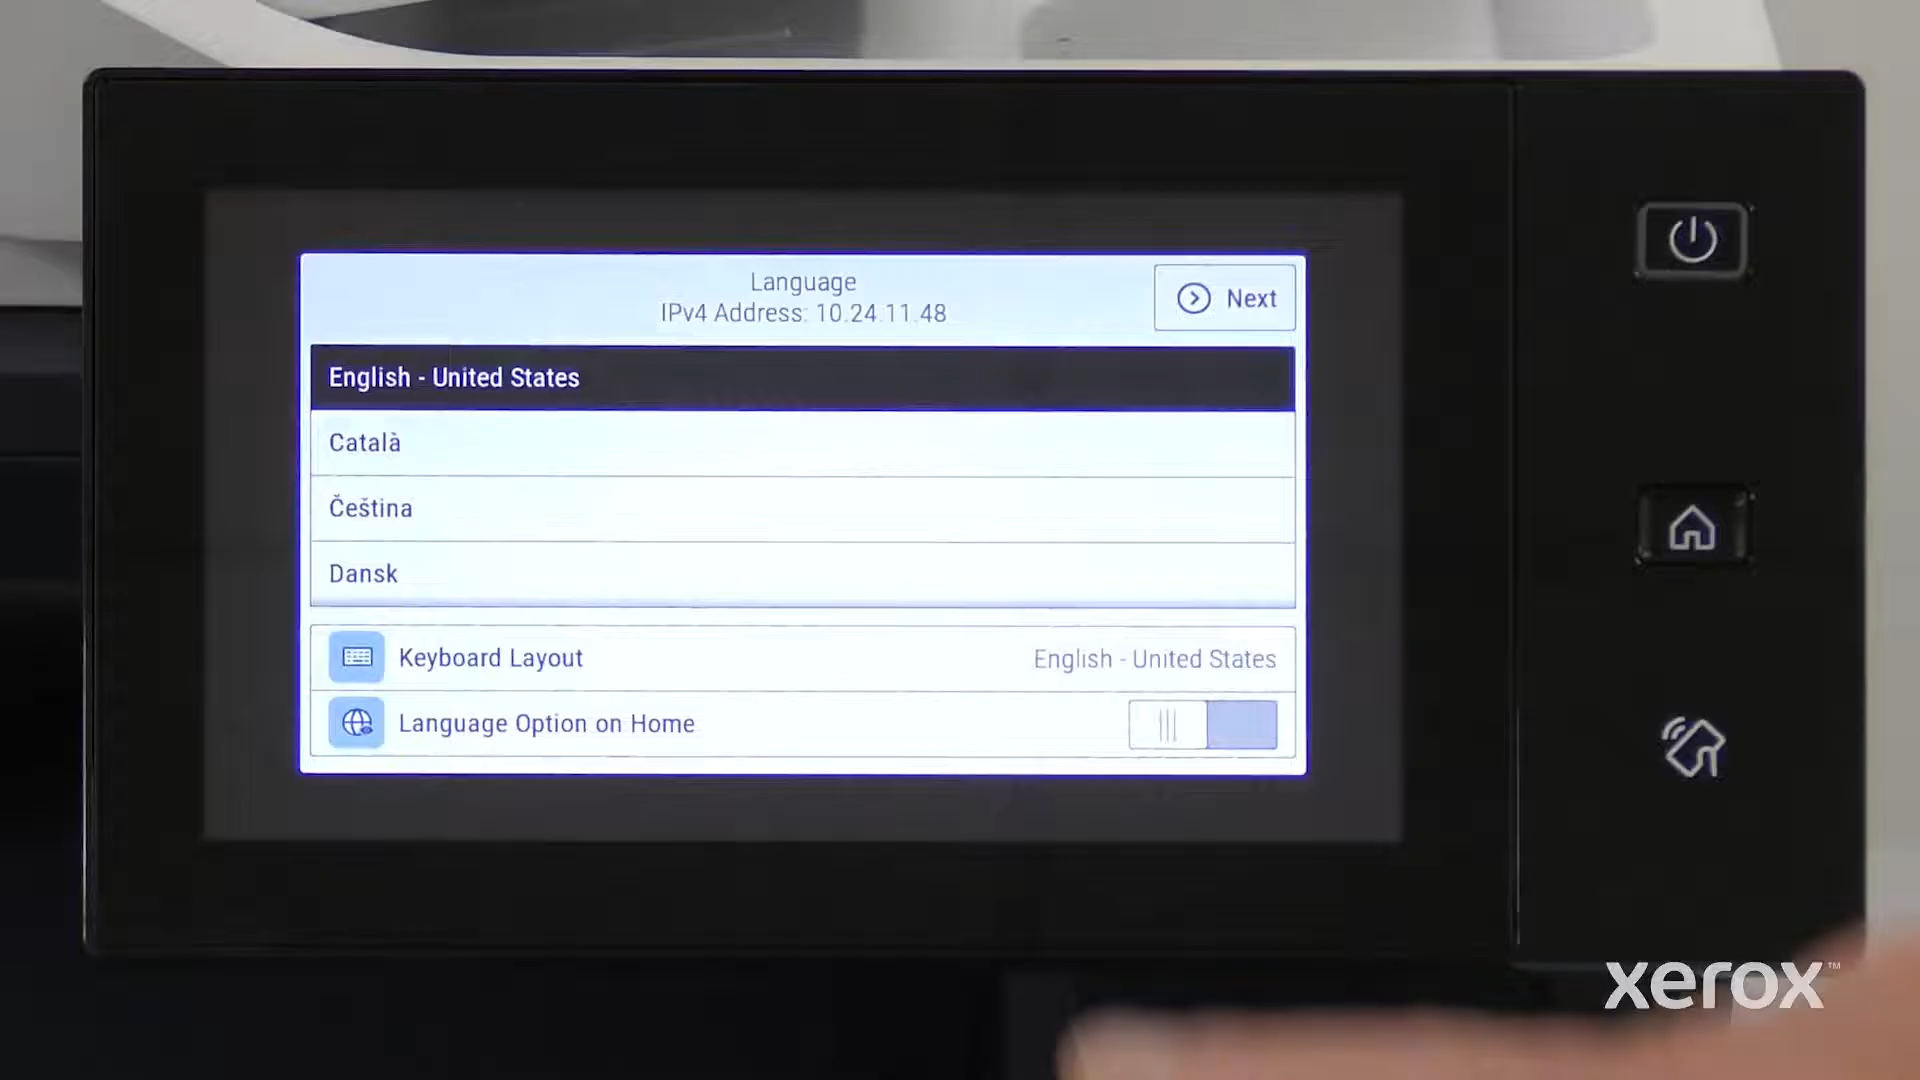 Language
IPv4 Address: 10.24.11.48
Next
English - United States
Català
Čeština
Dansk
Keyboard Layout
English - United States
Language Option on Home
xerox™